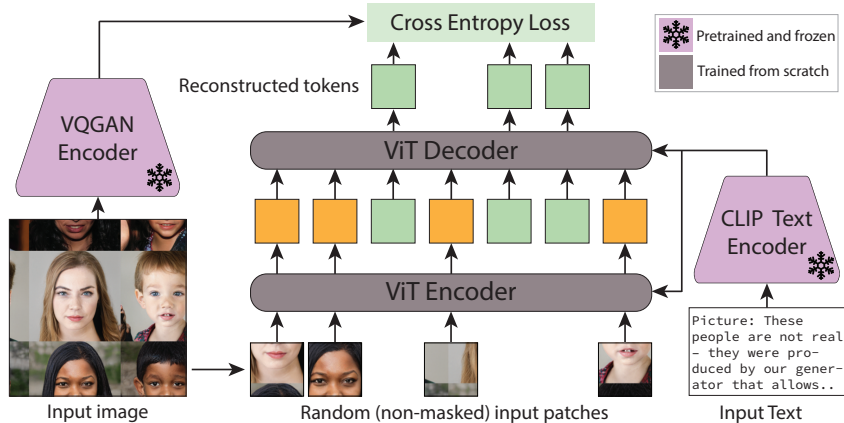 Cross Entropy Loss
Pretrained and frozen
Trained from scratch
Reconstructed tokens
VQGAN
Encoder
ViT Decoder
CLIP Text
Encoder
ViT Encoder
Picture: These
people are not real
– they were pro-
duced by our gener-
ator that allows..
Input image
Random (non-masked) input patches
Input Text